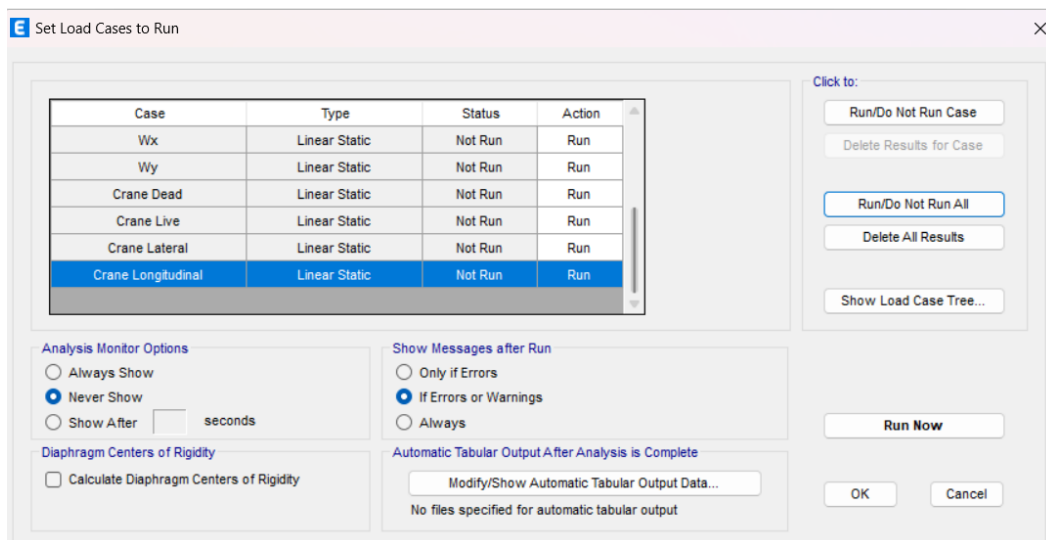 E Set Load Cases to Run
Click to:
Case Type Status Action
Wx Linear Static Not Run Run
Wy Linear Static Not Run Run
Crane Dead Linear Static Not Run Run
Crane Live Linear Static Not Run Run
Crane Lateral Linear Static Not Run Run
Crane Longitudinal Linear Static Not Run Run
Run/Do Not Run Case
Delete Results for Case
Run/Do Not Run All
Delete All Results
Show Load Case Tree...
Analysis Monitor Options
Always Show
Never Show
Show After seconds
Show Messages after Run
Only if Errors
If Errors or Warnings
Always
Run Now
Diaphragm Centers of Rigidity
Calculate Diaphragm Centers of Rigidity
Automatic Tabular Output After Analysis is Complete
Modify/Show Automatic Tabular Output Data...
No files specified for automatic tabular output
OK Cancel